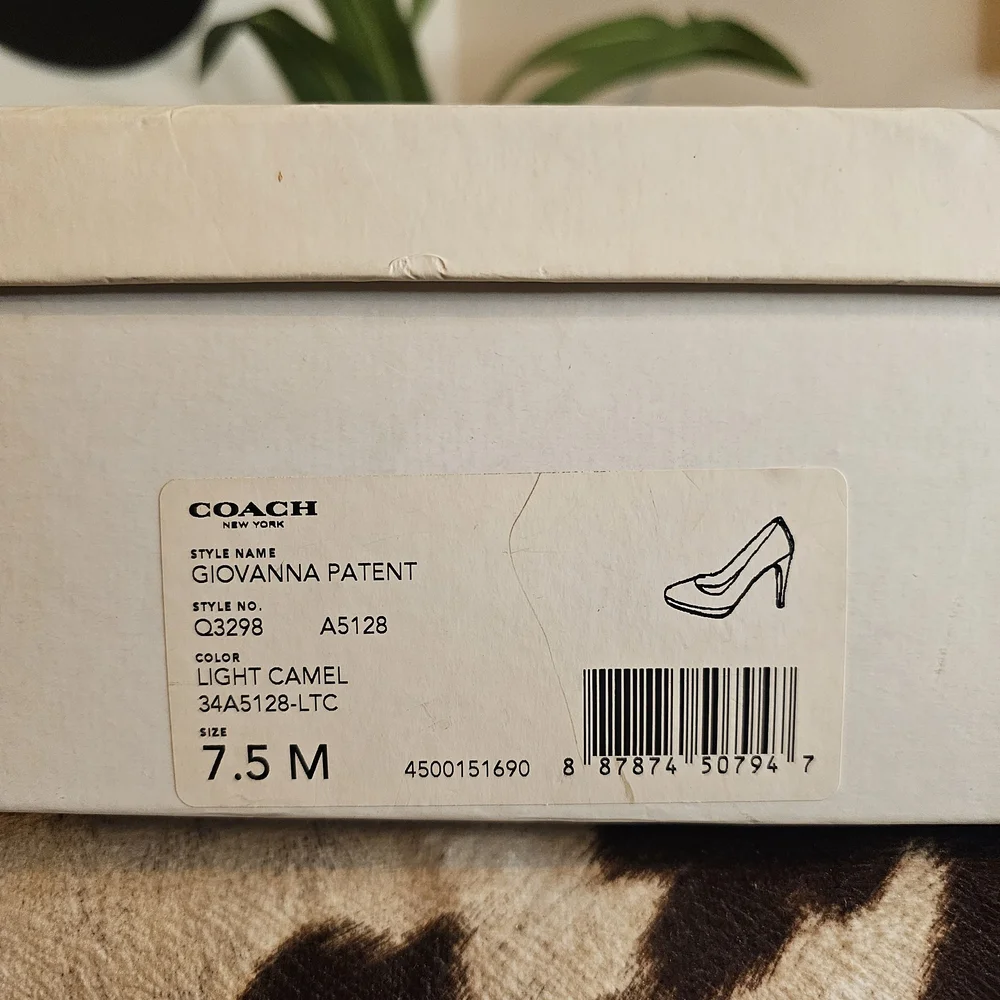 COACH
NEW YORK
STYLE NAME
GIOVANNA PATENT
STYLE NO.
Q3298 A5128
COLOR
LIGHT CAMEL
34A5128-LTC
SIZE
7.5 M
4500151690
8 87874 50794 7